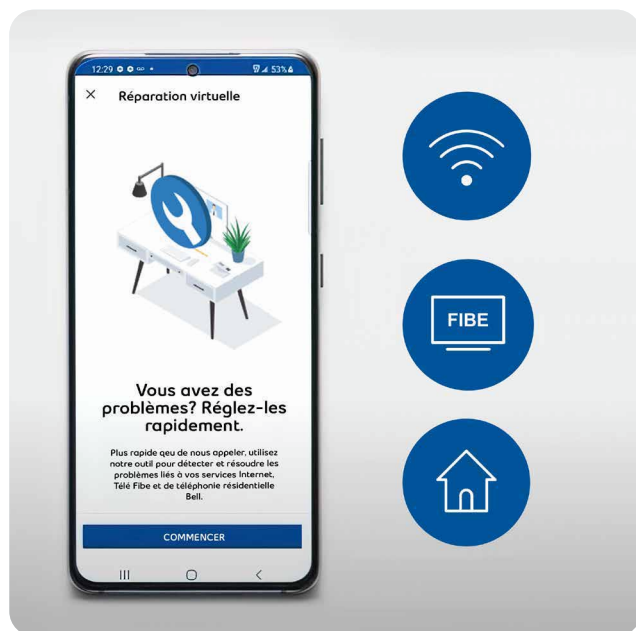 12:29
53%
Réparation virtuelle
Vous avez des
problèmes? Réglez-les
rapidement.
Plus rapide qeu de nous appeler, utilisez
notre outil pour détecter et résoudre les
problèmes liés à vos services Internet,
Télé Fibe et de téléphonie résidentielle
Bell.
COMMENCER
FIBE